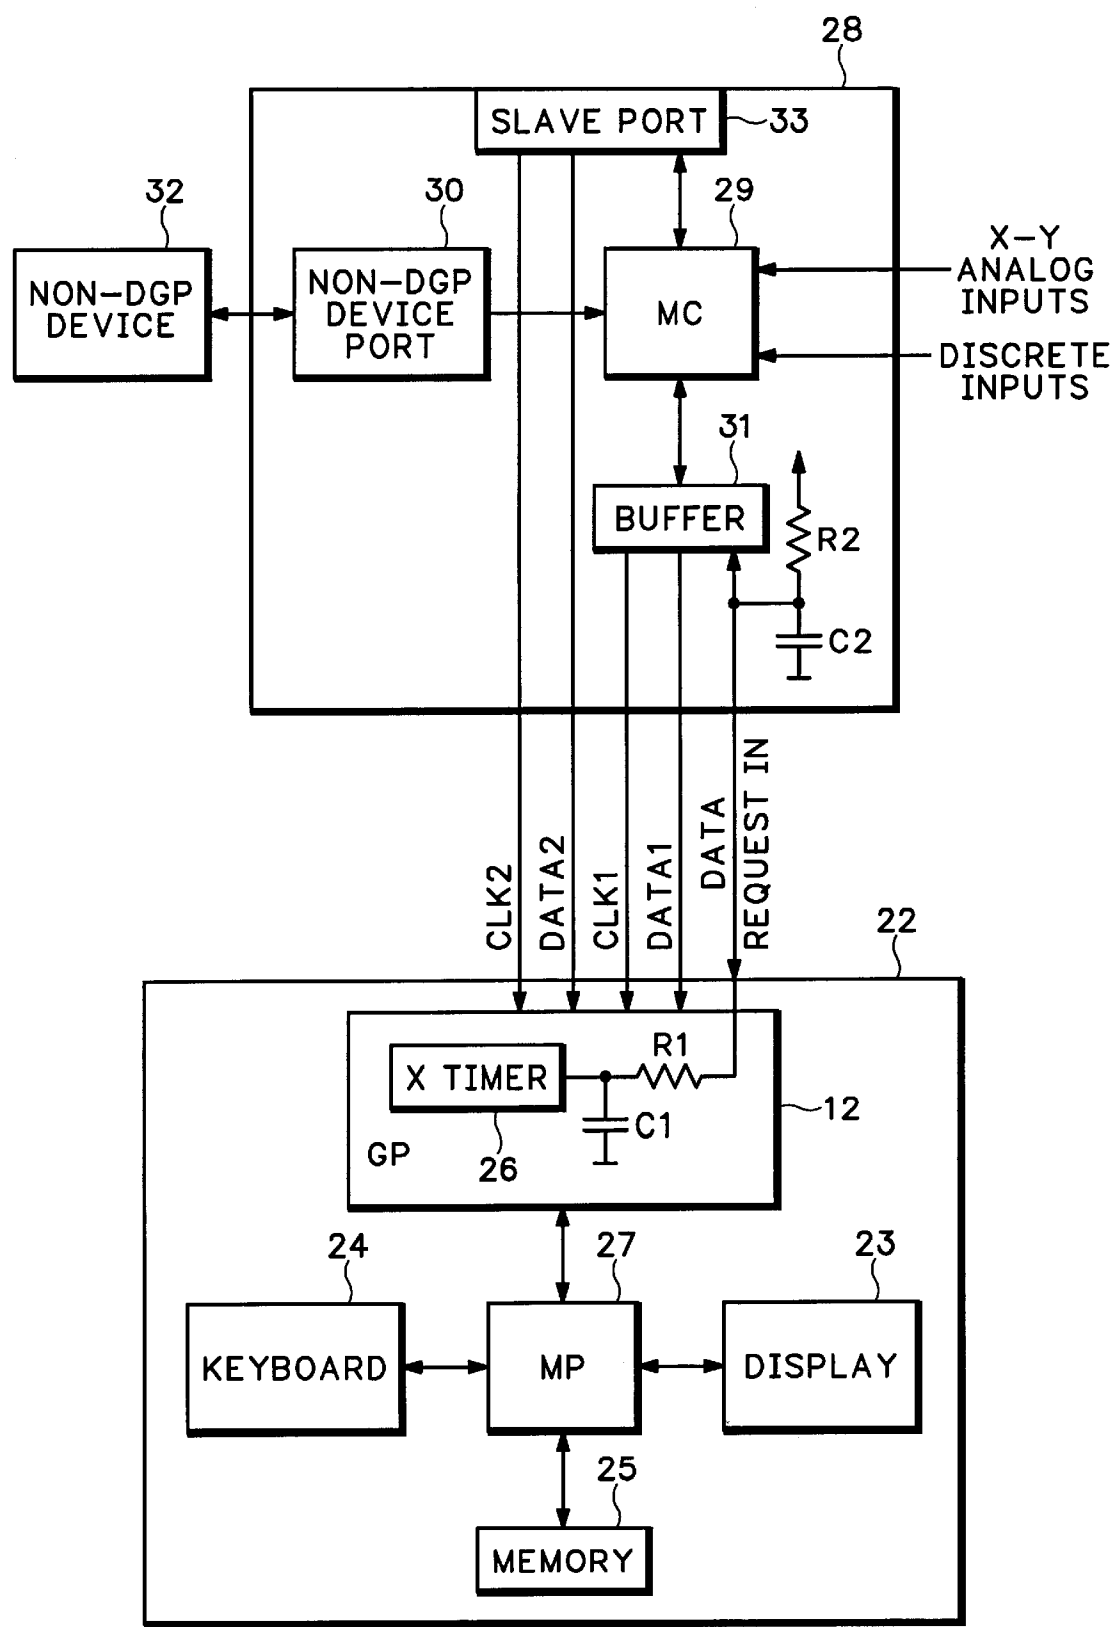 28
SLAVE PORT
33
32
30
29
NON-DGP
DEVICE
NON-DGP
DEVICE
PORT
MC
X-Y
ANALOG
INPUTS
DISCRETE
INPUTS
31
BUFFER
R2
C2
CLK2
DATA2
CLK1
DATA1
DATA
REQUEST IN
22
R1
X TIMER
12
C1
26
GP
24
27
23
KEYBOARD
MP
DISPLAY
25
MEMORY